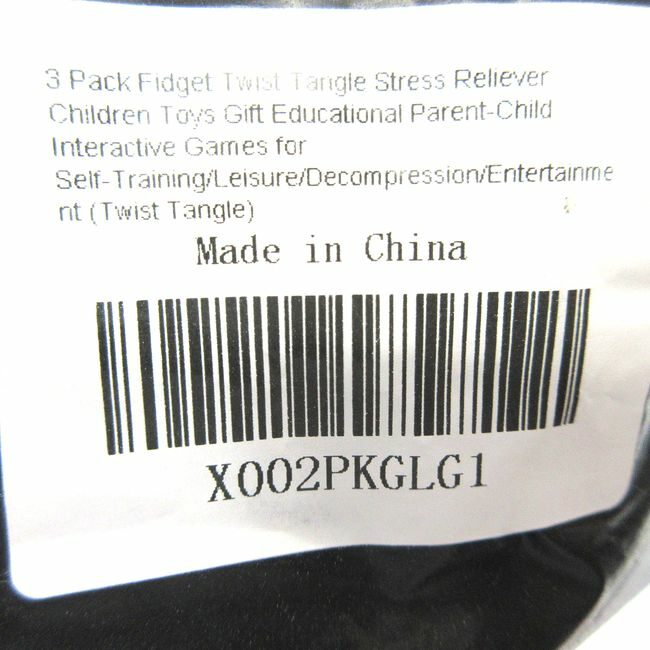 3 Pack Fidget Twist Tangle Stress Reliever
Children Toys Gift Educational Parent-Child
Interactive Games for
Self-Training/Leisure/Decompression/Entertainme
nt (Twist Tangle)
Made in China
X002PKGLG1